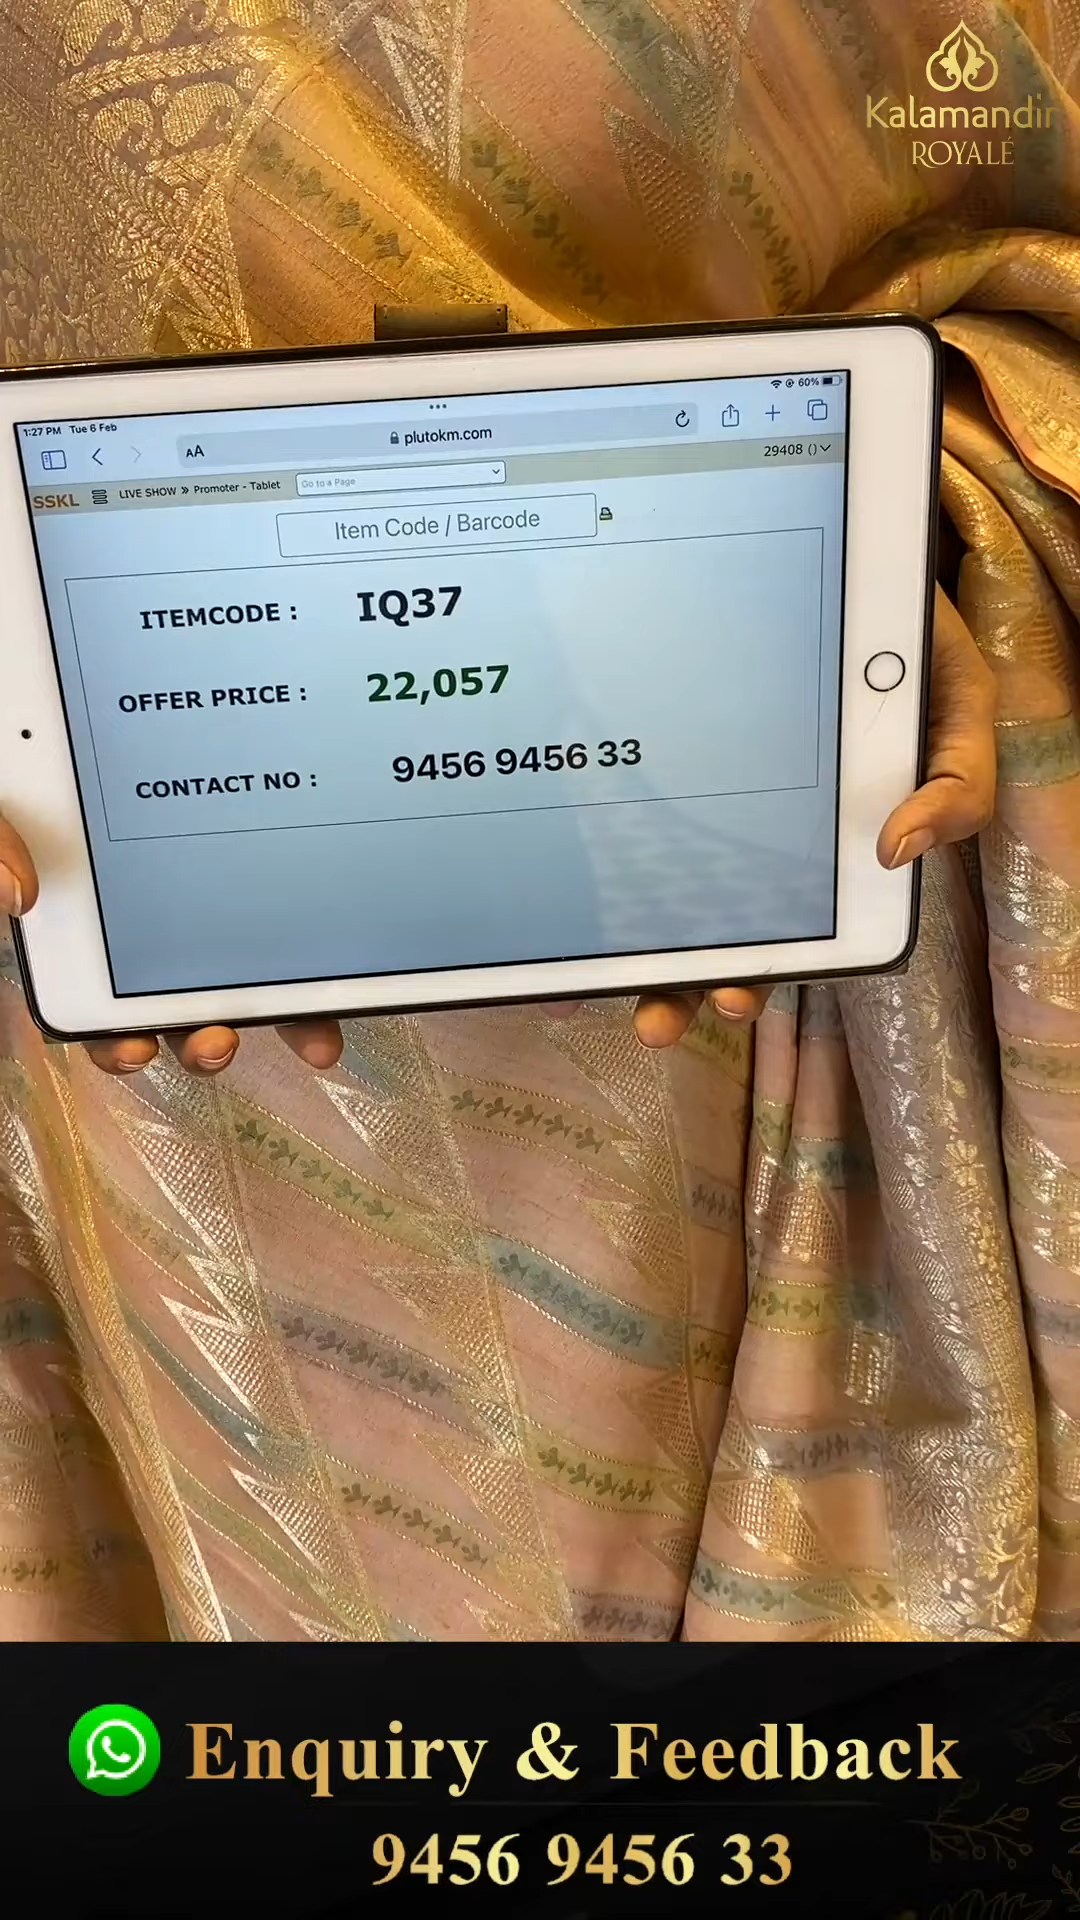 Kalamandir
ROYALE
1:27 PM Tue 6 Feb
60%
AA
plutokm.com
29408 ()
SSKL
LIVE SHOW » Promoter - Tablet
Go to a Page
Item Code / Barcode
ITEMCODE : IQ37
OFFER PRICE : 22,057
CONTACT NO : 9456 9456 33
Enquiry & Feedback
9456 9456 33